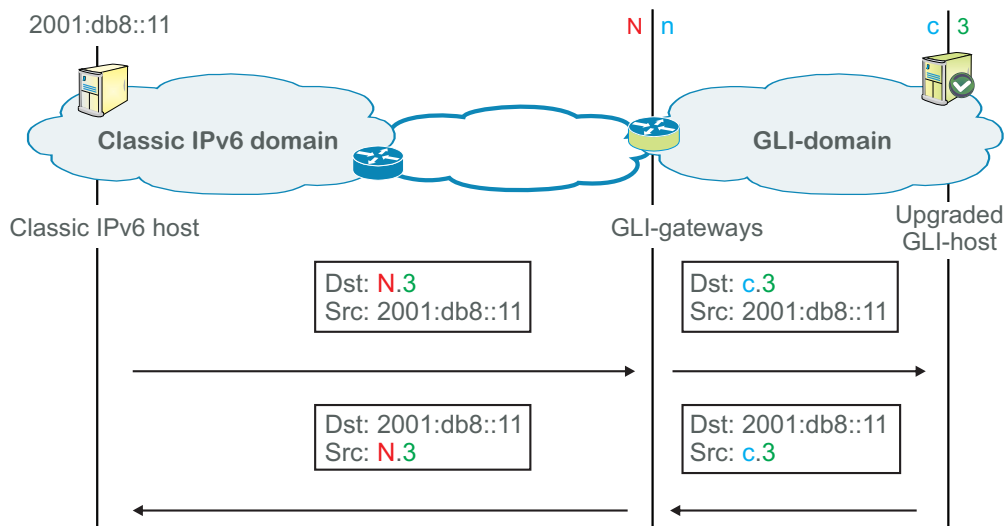 2001:db8::11
N n
c 3
Classic IPv6 domain
GLI-domain
Classic IPv6 host
GLI-gateways
Upgraded
GLI-host
Dst: N.3
Src: 2001:db8::11
Dst: c.3
Src: 2001:db8::11
Dst: 2001:db8::11
Src: N.3
Dst: 2001:db8::11
Src: c.3